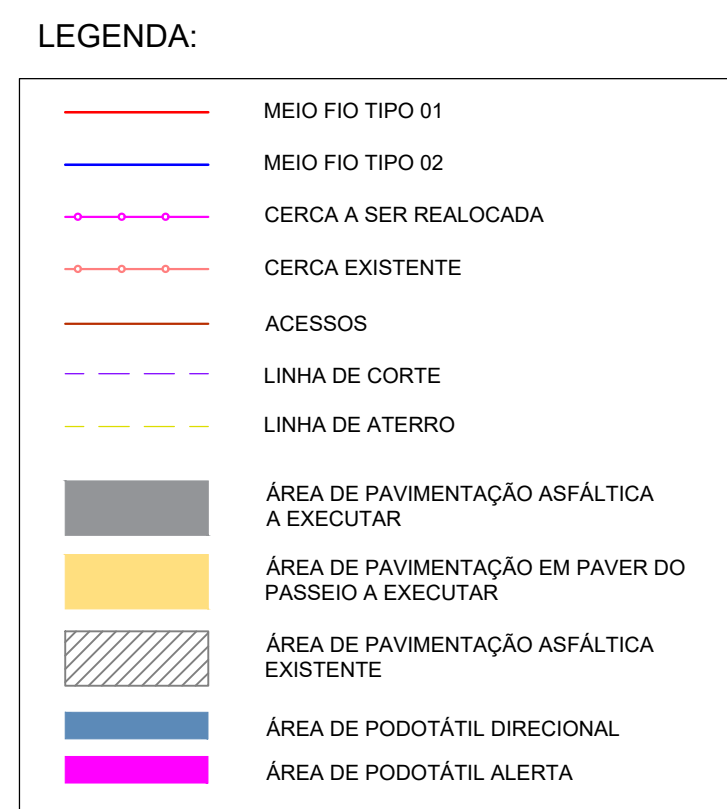 LEGENDA:
MEIO FIO TIPO 01
MEIO FIO TIPO 02
CERCA A SER REALOCADA
CERCA EXISTENTE
ACESSOS
LINHA DE CORTE
LINHA DE ATERRO
ÁREA DE PAVIMENTAÇÃO ASFÁLTICA
A EXECUTAR
ÁREA DE PAVIMENTAÇÃO EM PAVER DO
PASSEIO A EXECUTAR
ÁREA DE PAVIMENTAÇÃO ASFÁLTICA
EXISTENTE
ÁREA DE PODOTÁTIL DIRECIONAL
ÁREA DE PODOTÁTIL ALERTA